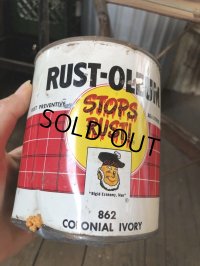 RUST-OLEUM
STOPS
RUST!
SOLD OUT
862
COLONIAL IVORY